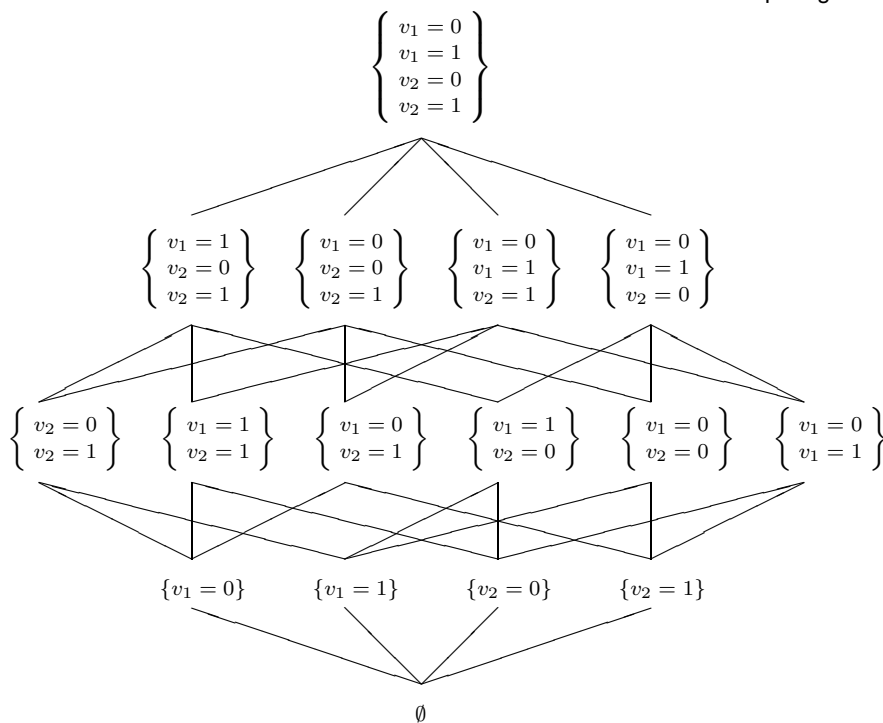 v₁ = 0
v₁ = 1
v₂ = 0
v₂ = 1
{ v₁ = 1 v₂ = 0 v₂ = 1 }
{ v₁ = 0 v₂ = 0 v₂ = 1 }
{ v₁ = 0 v₁ = 1 v₂ = 1 }
{ v₁ = 0 v₁ = 1 v₂ = 0 }
{ v₂ = 0 v₂ = 1 }
{ v₁ = 1 v₂ = 1 }
{ v₁ = 0 v₂ = 1 }
{ v₁ = 1 v₂ = 0 }
{ v₁ = 0 v₂ = 0 }
{ v₁ = 0 v₁ = 1 }
{v₁ = 0} {v₁ = 1} {v₂ = 0} {v₂ = 1}
∅